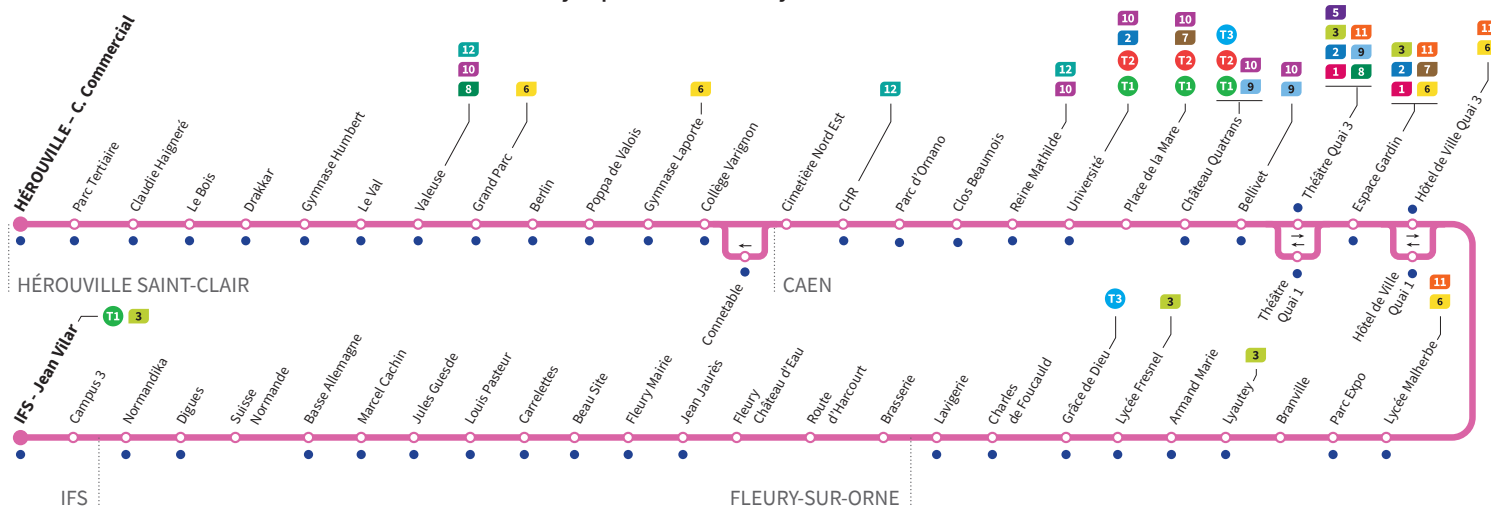 HÉROUVILLE – C. Commercial
Parc Tertiaire
Claudie Haigneré
Le Bois
Drakkar
Gymnase Humbert
Le Val
Valeuse
12
10
8
Grand Parc
6
Berlin
Poppa de Valois
Gymnase Laporte
6
Collège Varignon
Connetable
Cimetière Nord Est
CHR
12
Parc d'Ornano
Clos Beaumois
Reine Mathilde
12
10
Université
10
2
T2
T1
Place de la Mare
10
7
T2
T1
Château Quatrans
T3
T2 10
T1 9
Bellivet
10
9
Théâtre Quai 3
5
3 11
2 9
1 8
Théâtre
Quai 1
Espace Gardin
3 11
2 7
1 6
Hôtel de Ville Quai 3
11
6
Hôtel de Ville
Quai 1
HÉROUVILLE SAINT-CLAIR
CAEN
IFS - Jean Vilar
T1 3
Campus 3
Normandika
Digues
Suisse
Normande
Basse Allemagne
Marcel Cachin
Jules Guesde
Louis Pasteur
Carrelettes
Beau Site
Fleury Mairie
Jean Jaurès
Fleury
Château d'Eau
Route
d'Harcourt
Brasserie
Lavigerie
Charles
de Foucauld
Grâce de Dieu
T3
Lycée Fresnel
3
Armand Marie
Lyautey
3
Branville
Parc Expo
Lycée Malherbe
11
6
IFS
FLEURY-SUR-ORNE